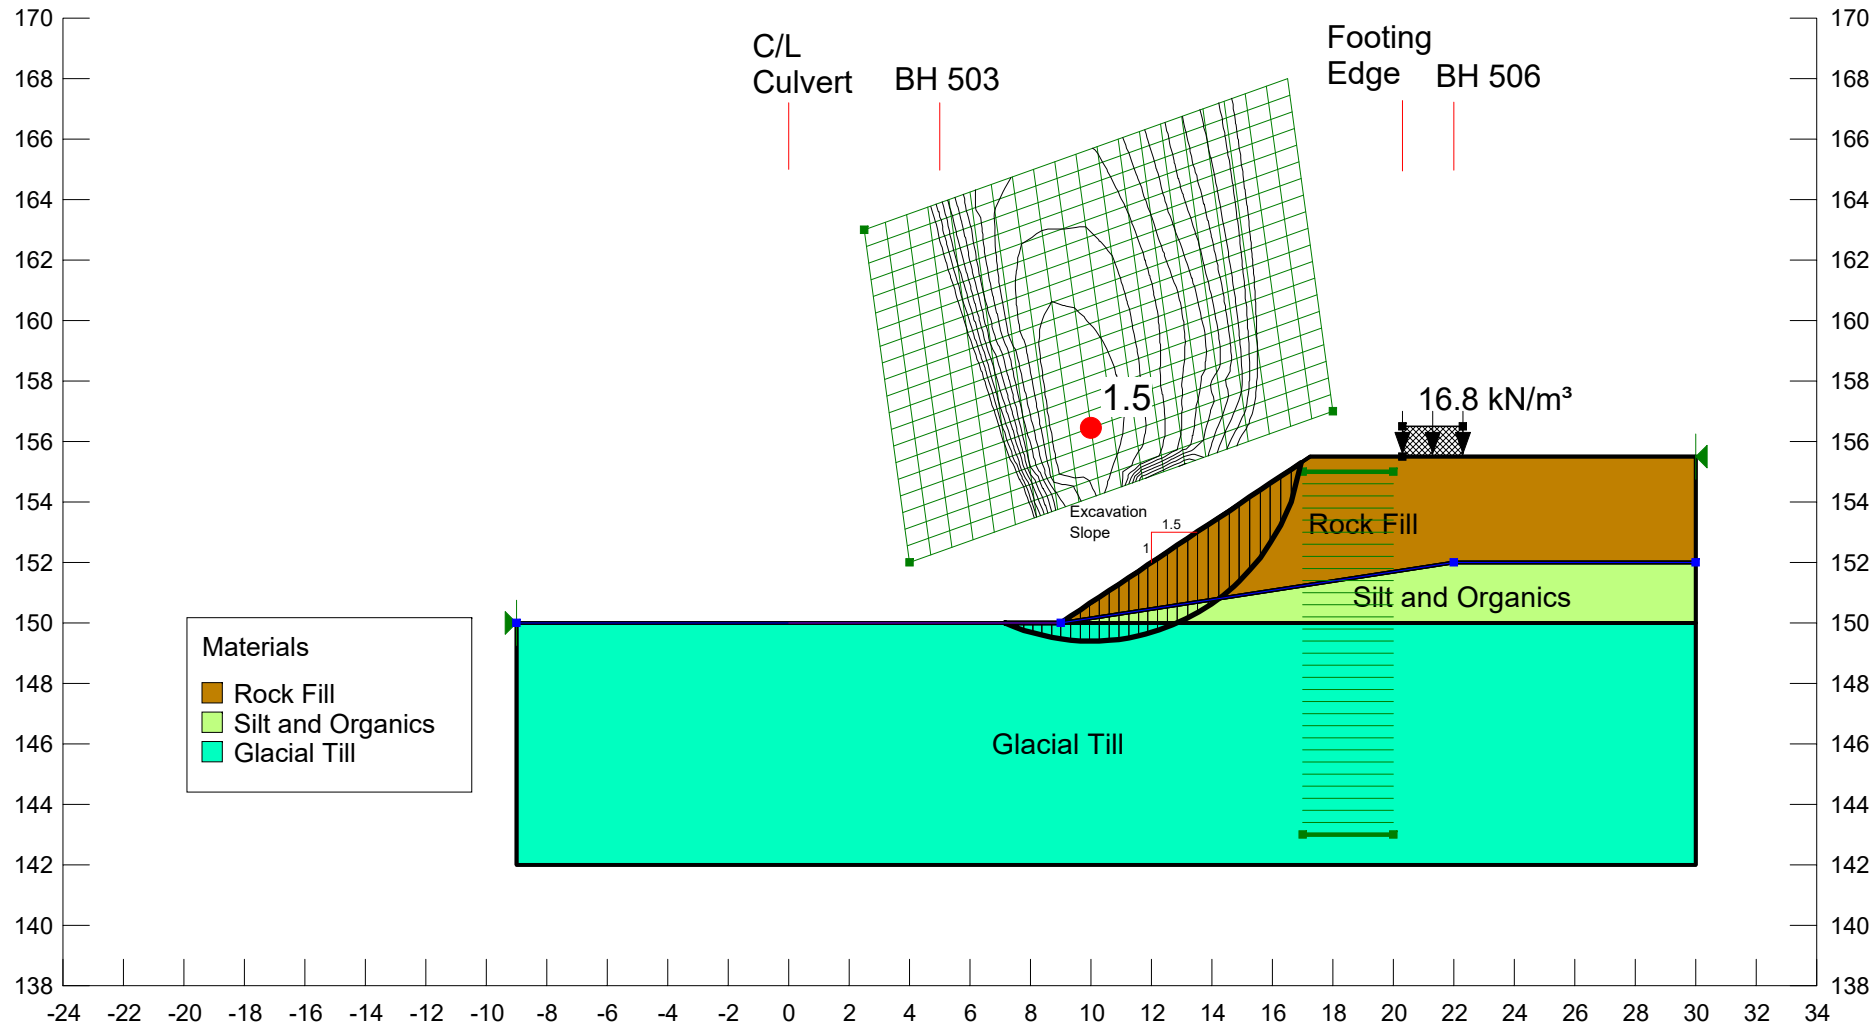 170
168
166
164
162
160
158
156
154
152
150
148
146
144
142
140
138
170
168
166
164
162
160
158
156
154
152
150
148
146
144
142
140
138
C/L
Culvert
BH 503
Footing
Edge
BH 506
1.5
16.8 kN/m³
Excavation
Slope
1.5
1
Rock Fill
Silt and Organics
Glacial Till
Materials
Rock Fill
Silt and Organics
Glacial Till
-24 -22 -20 -18 -16 -14 -12 -10 -8 -6 -4 -2 0 2 4 6 8 10 12 14 16 18 20 22 24 26 28 30 32 34